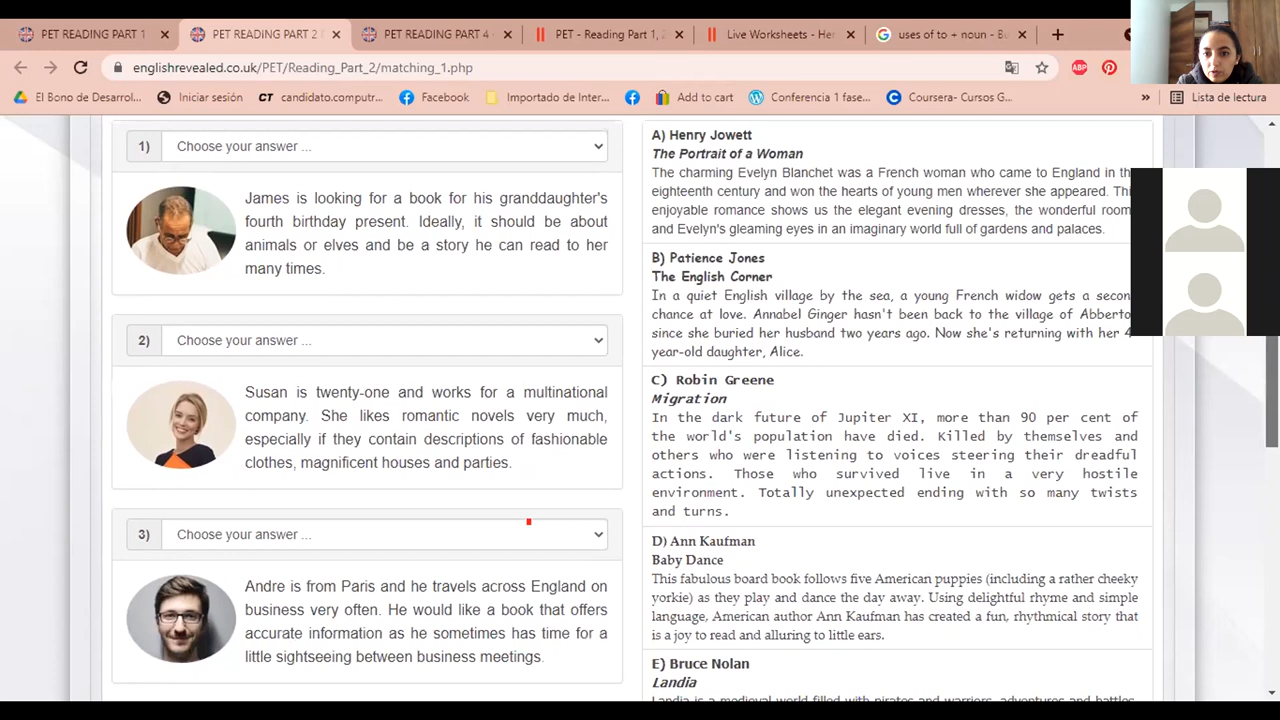 PET READING PART 1
PET READING PART 2
PET READING PART 4
PET - Reading Part 1, 2
Live Worksheets - Her
uses of to + noun - Bu
englishrevealed.co.uk/PET/Reading_Part_2/matching_1.php
ABP
El Bono de Desarrol...
Iniciar sesión
CT candidato.computr...
Facebook
Importado de Inter...
Add to cart
Conferencia 1 fase...
Coursera- Cursos G...
»
Lista de lectura
1) Choose your answer ...
James is looking for a book for his granddaughter's
fourth birthday present. Ideally, it should be about
animals or elves and be a story he can read to her
many times.
2) Choose your answer ...
Susan is twenty-one and works for a multinational
company. She likes romantic novels very much,
especially if they contain descriptions of fashionable
clothes, magnificent houses and parties.
3) Choose your answer ...
Andre is from Paris and he travels across England on
business very often. He would like a book that offers
accurate information as he sometimes has time for a
little sightseeing between business meetings.
A) Henry Jowett
The Portrait of a Woman
The charming Evelyn Blanchet was a French woman who came to England in th
eighteenth century and won the hearts of young men wherever she appeared. Thi
enjoyable romance shows us the elegant evening dresses, the wonderful room
and Evelyn's gleaming eyes in an imaginary world full of gardens and palaces.
B) Patience Jones
The English Corner
In a quiet English village by the sea, a young French widow gets a secon
chance at love. Annabel Ginger hasn't been back to the village of Abberto
since she buried her husband two years ago. Now she's returning with her 4
year-old daughter, Alice.
C) Robin Greene
Migration
In the dark future of Jupiter XI, more than 90 per cent of
the world's population have died. Killed by themselves and
others who were listening to voices steering their dreadful
actions. Those who survived live in a very hostile
environment. Totally unexpected ending with so many twists
and turns.
D) Ann Kaufman
Baby Dance
This fabulous board book follows five American puppies (including a rather cheeky
yorkie) as they play and dance the day away. Using delightful rhyme and simple
language, American author Ann Kaufman has created a fun, rhythmical story that
is a joy to read and alluring to little ears.
E) Bruce Nolan
Landia
Landia is a medieval world filled with pirates and warriors, adventures and battles.